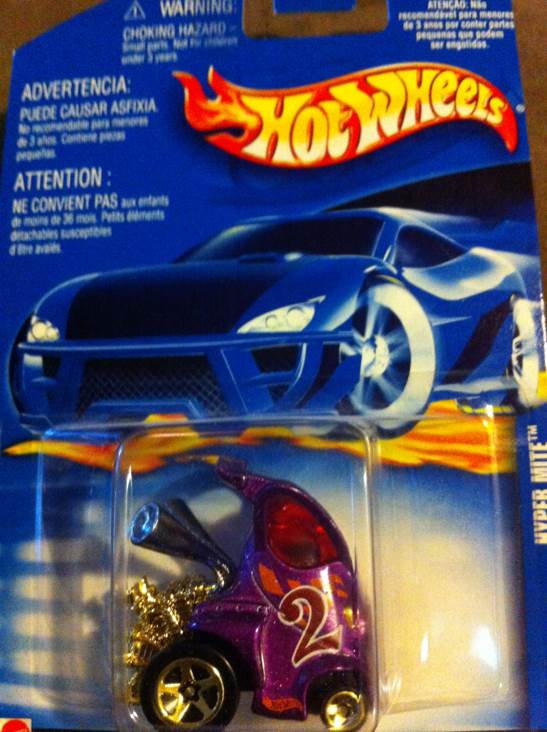 WARNING:
CHOKING HAZARD –
Small parts. Not for children
under 3 years.
ADVERTENCIA:
PUEDE CAUSAR ASFIXIA.
No recomendable para menores
de 3 años. Contiene piezas
pequeñas.
ATTENTION :
NE CONVIENT PAS aux enfants
de moins de 36 mois. Petits éléments
détachables susceptibles
d'être avalés.
ATENÇÃO: Não
recomendável para menores
de 3 anos por conter partes
pequenas que podem
ser engolidas.
HOT WHEELS®
HYPER MITE™
2